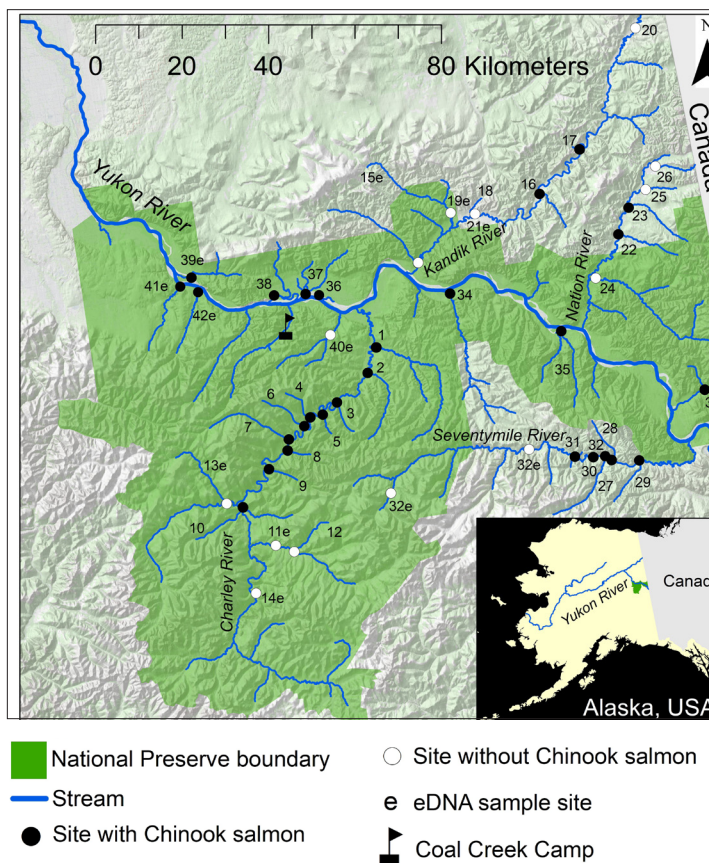 N
20
0 20 40 80 Kilometers
Canada
17
26
15e
18
16
25
19e
21e
23
Yukon River
22
Kandik River
39e
37
Nation River
38
36
24
41e
34
42e
1
40e
35
2
4
6
3
7
5
28
Seventymile River
31
32
8
13e
32e
30
9
27
29
32e
10
11e
12
Charley River
14e
Canad
Yukon River
Alaska, USA
National Preserve boundary
Site without Chinook salmon
Stream
e eDNA sample site
Site with Chinook salmon
Coal Creek Camp